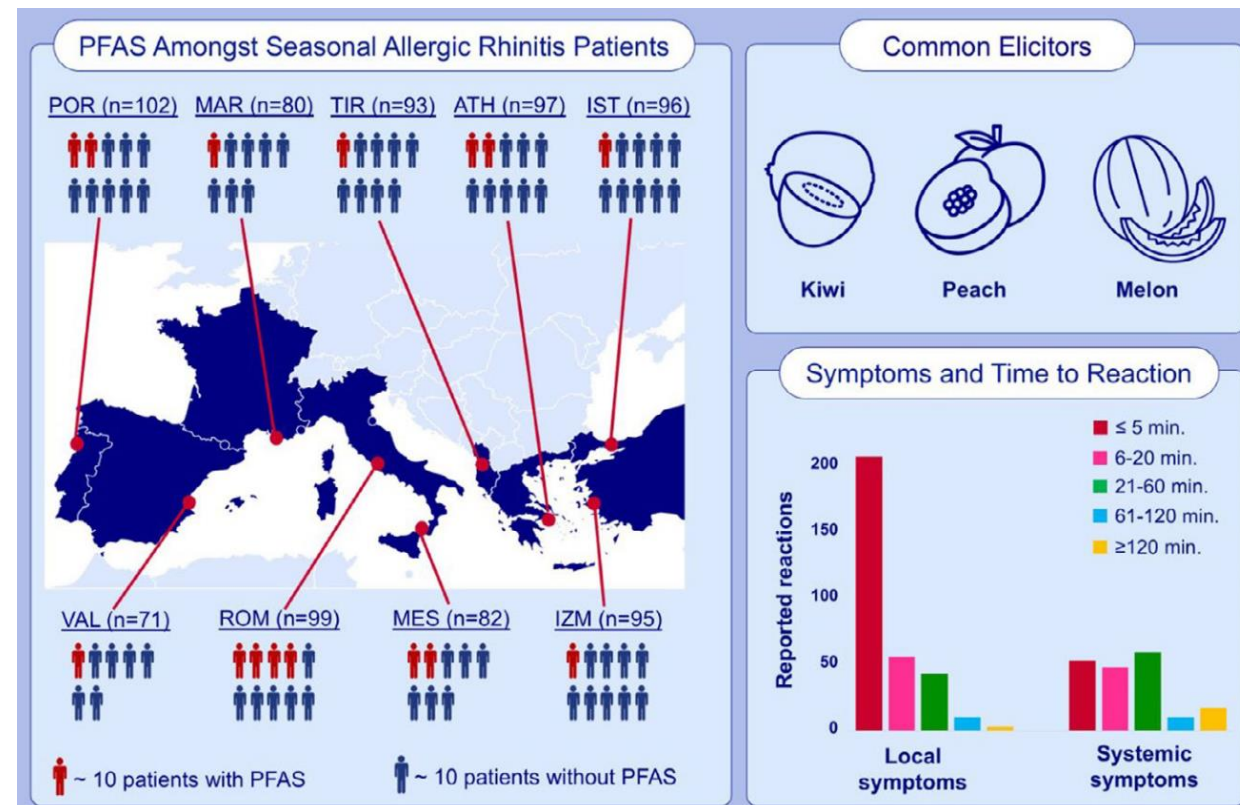 PFAS Amongst Seasonal Allergic Rhinitis Patients
POR (n=102) MAR (n=80) TIR (n=93) ATH (n=97) IST (n=96)
VAL (n=71) ROM (n=99) MES (n=82) IZM (n=95)
~ 10 patients with PFAS
~ 10 patients without PFAS
Common Elicitors
Kiwi Peach Melon
Symptoms and Time to Reaction
≤ 5 min.
6-20 min.
21-60 min.
61-120 min.
≥120 min.
Reported reactions
200
150
100
50
0
Local
symptoms
Systemic
symptoms